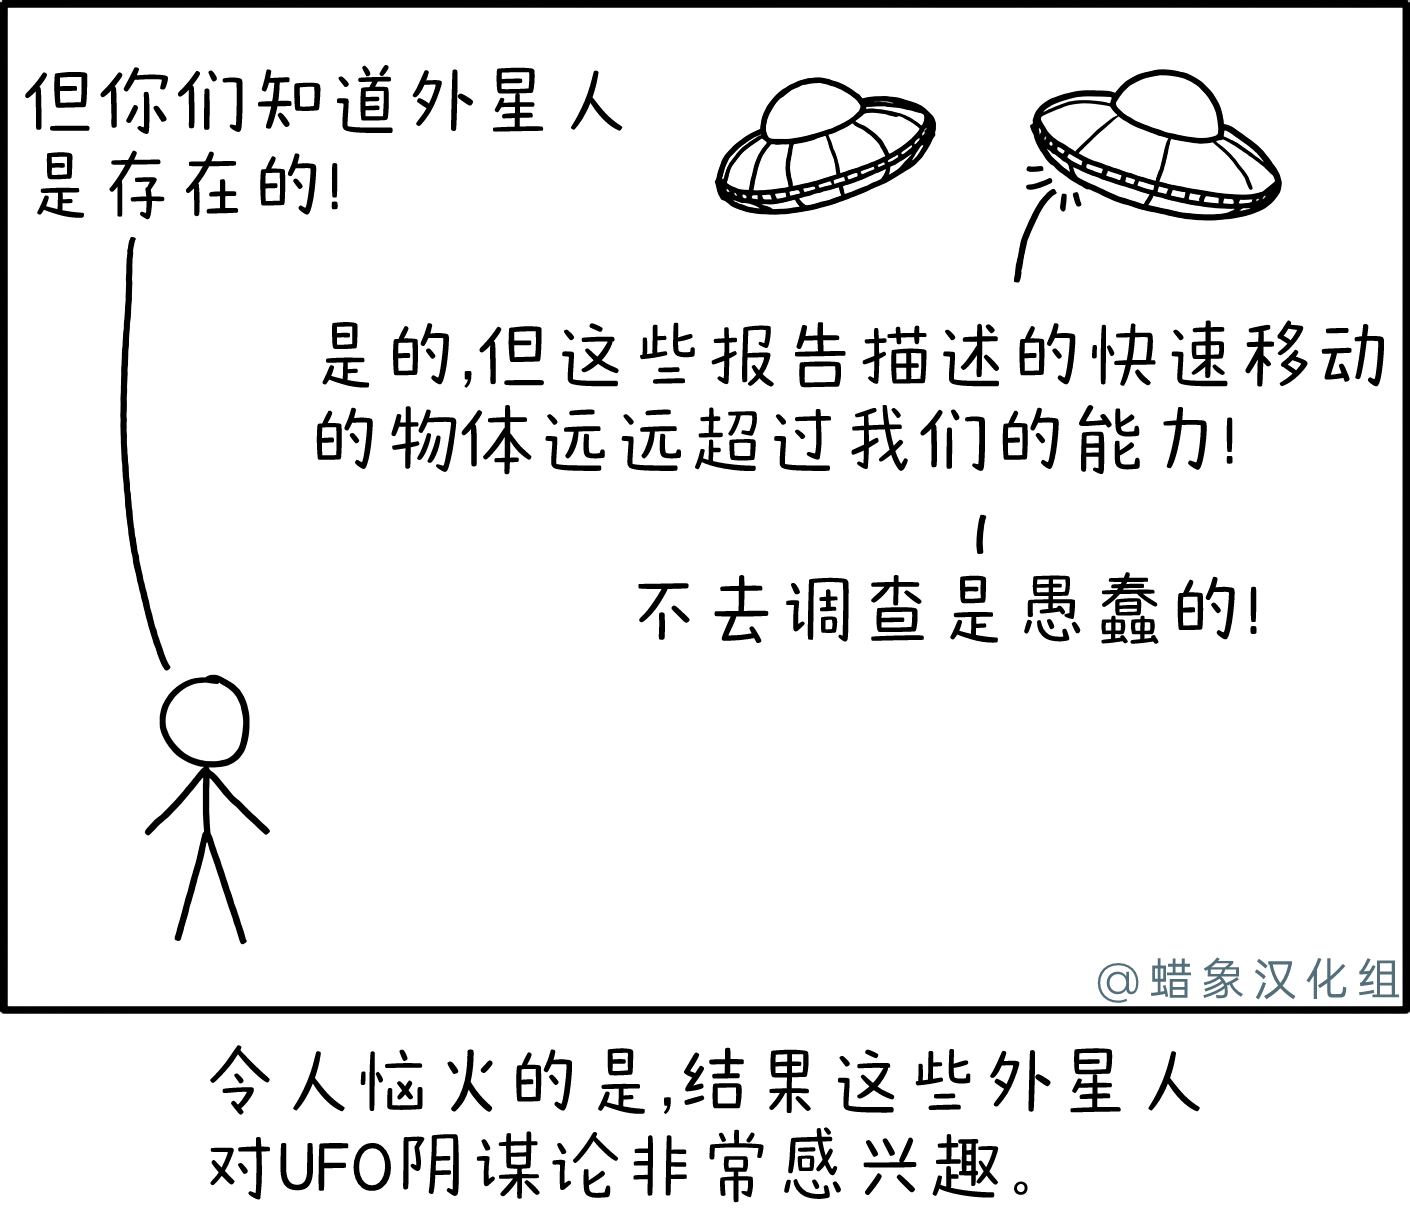 但你们知道外星人
是存在的!
是的,但这些报告描述的快速移动
的物体远远超过我们的能力!
不去调查是愚蠢的!
@蜡象汉化组
令人恼火的是,结果这些外星人
对UFO阴谋论非常感兴趣。